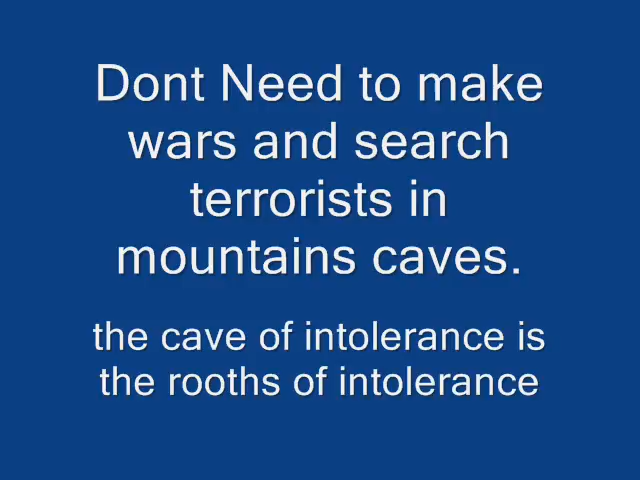 Dont Need to make
wars and search
terrorists in
mountains caves.
the cave of intolerance is
the rooths of intolerance